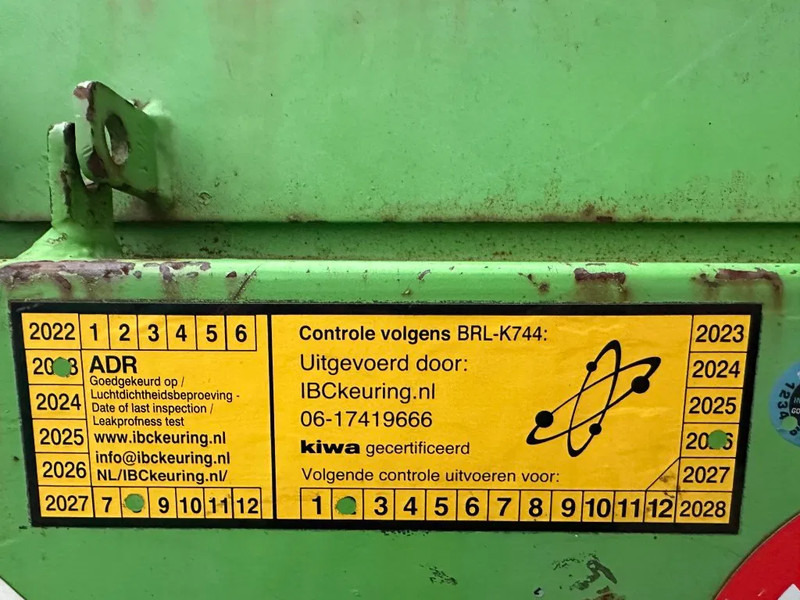 2022 1 2 3 4 5 6
ADR
Goedgekeurd op /
Luchtdichtheidsbeproeving -
Date of last inspection /
Leakprofness test
www.ibckeuring.nl
info@ibckeuring.nl
NL/IBCkeuring.nl/
2024
2025
2026
2027 7 9 10 11 12
Controle volgens BRL-K744:
Uitgevoerd door:
IBCkeuring.nl
06-17419666
kiwa gecertificeerd
Volgende controle uitvoeren voor:
1 3 4 5 6 7 8 9 10 11 12 2028
2023
2024
2025
2027